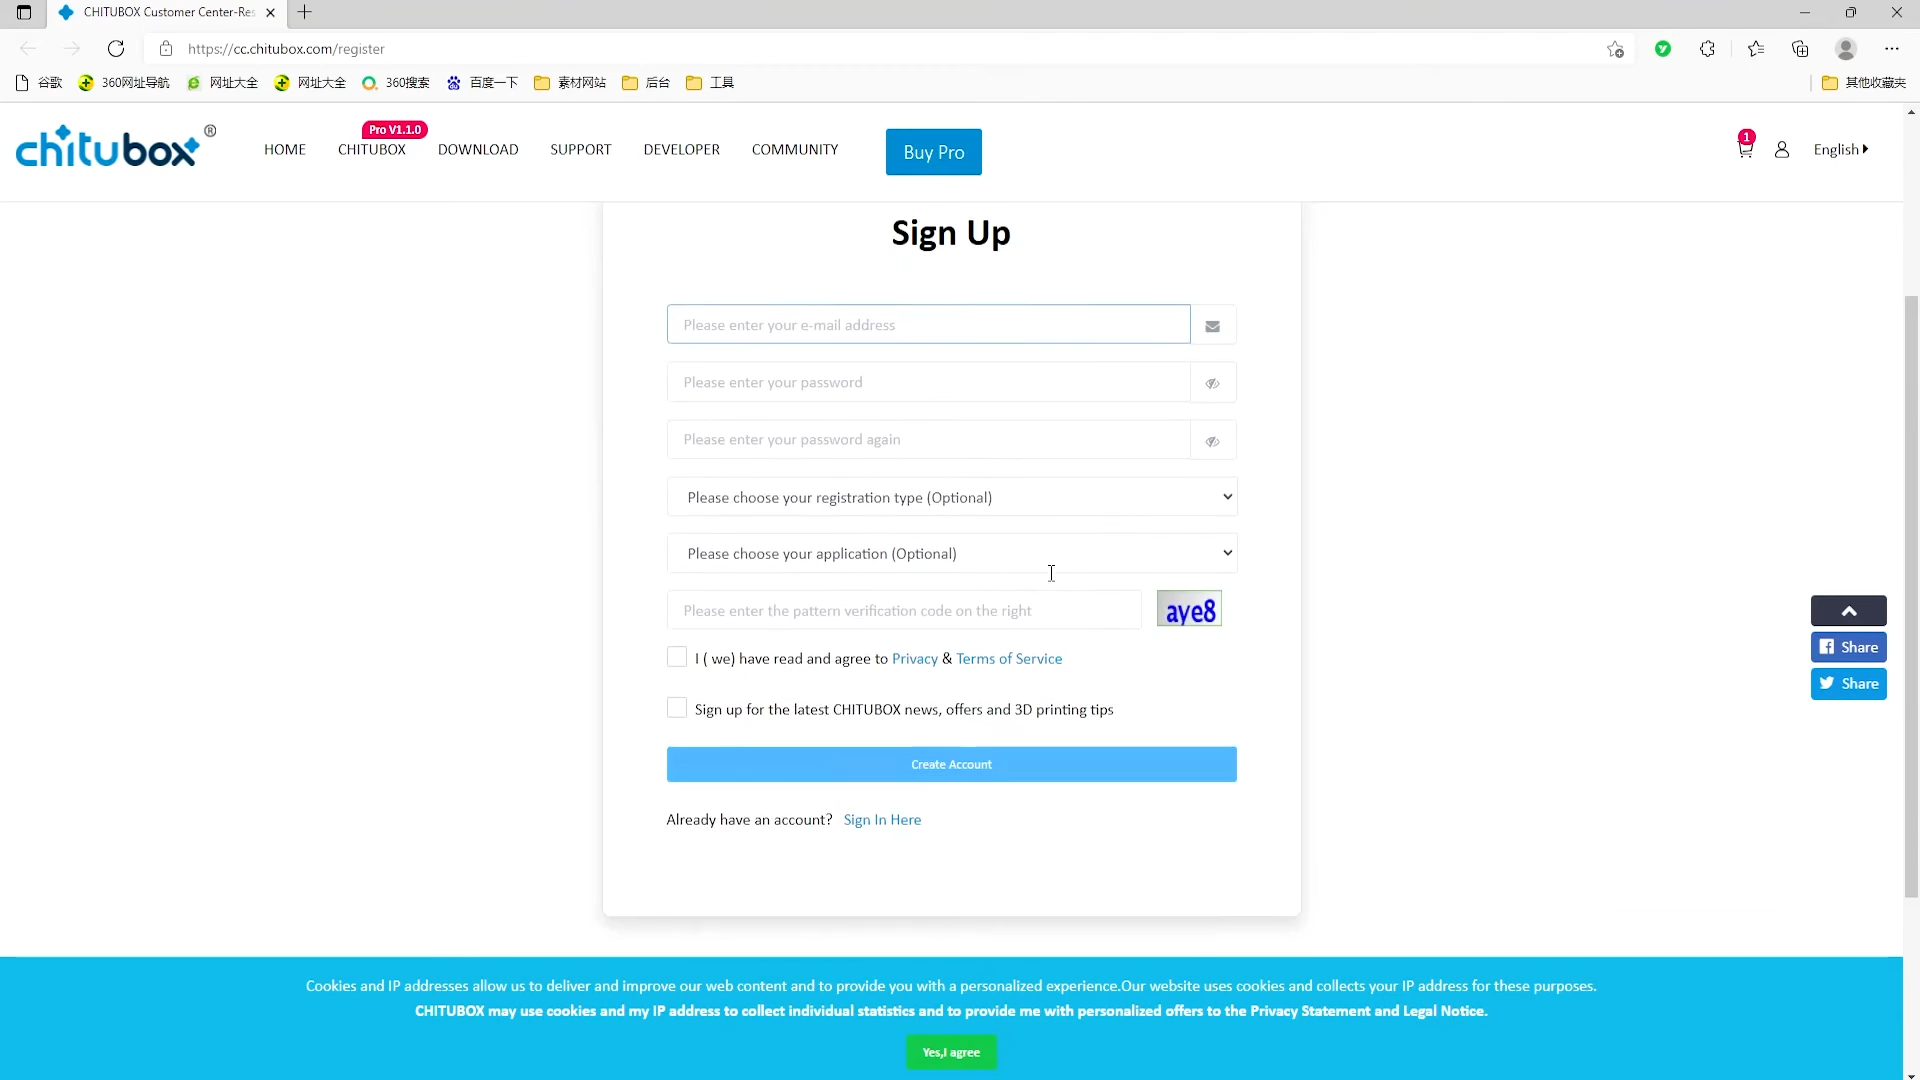 CHITUBOX Customer Center-Res
https://cc.chitubox.com/register
谷歌 360网址导航 网址大全 网址大全 360搜索 百度一下 素材网站 后台 工具 其他收藏夹
chitubox®
HOME
Pro V1.1.0
CHITUBOX
DOWNLOAD
SUPPORT
DEVELOPER
COMMUNITY
Buy Pro
1
English
Sign Up
Please enter your e-mail address
Please enter your password
Please enter your password again
Please choose your registration type (Optional)
Please choose your application (Optional)
Please enter the pattern verification code on the right
aye8
I ( we) have read and agree to Privacy & Terms of Service
Sign up for the latest CHITUBOX news, offers and 3D printing tips
Create Account
Already have an account? Sign In Here
Share
Share
Cookies and IP addresses allow us to deliver and improve our web content and to provide you with a personalized experience.Our website uses cookies and collects your IP address for these purposes.
CHITUBOX may use cookies and my IP address to collect individual statistics and to provide me with personalized offers to the Privacy Statement and Legal Notice.
Yes,I agree